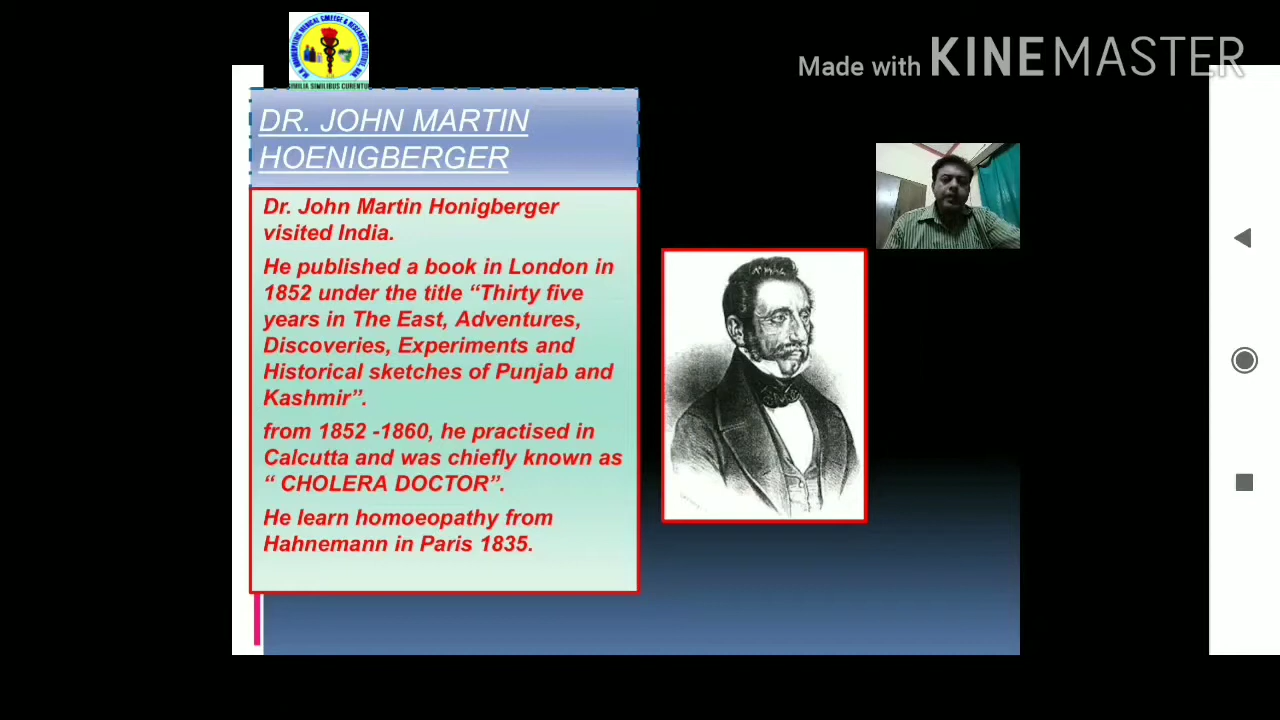 Made with KINEMASTER
SIMILIA SIMILIBUS CURENTUR
DR. JOHN MARTIN
HOENIGBERGER
Dr. John Martin Honigberger
visited India.
He published a book in London in
1852 under the title “Thirty five
years in The East, Adventures,
Discoveries, Experiments and
Historical sketches of Punjab and
Kashmir”.
from 1852 -1860, he practised in
Calcutta and was chiefly known as
“ CHOLERA DOCTOR”.
He learn homoeopathy from
Hahnemann in Paris 1835.